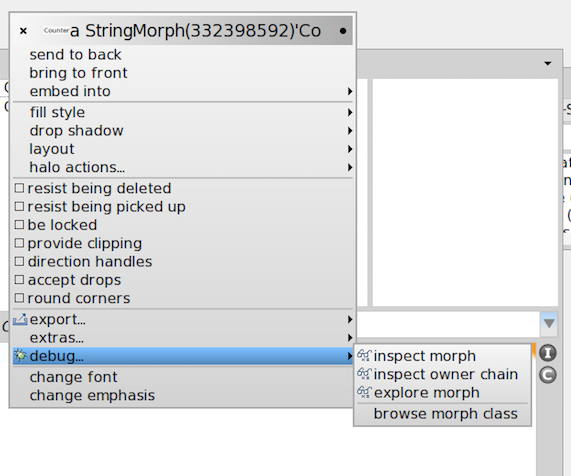 Counter a StringMorph(332398592)'Co
send to back
bring to front
embed into
fill style
drop shadow
layout
halo actions...
resist being deleted
resist being picked up
be locked
provide clipping
direction handles
accept drops
round corners
export...
extras...
debug...
inspect morph
inspect owner chain
explore morph
browse morph class
change font
change emphasis
I
C